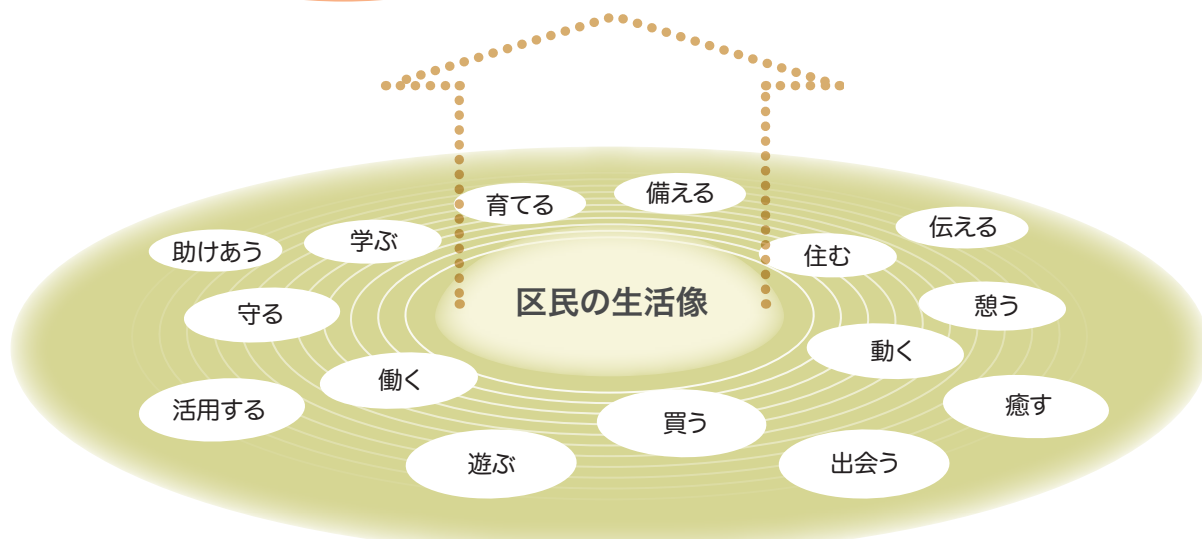 備える
育てる
伝える
学ぶ
助けあう
住む
区民の生活像
憩う
守る
動く
働く
癒す
活用する
買う
遊ぶ
出会う